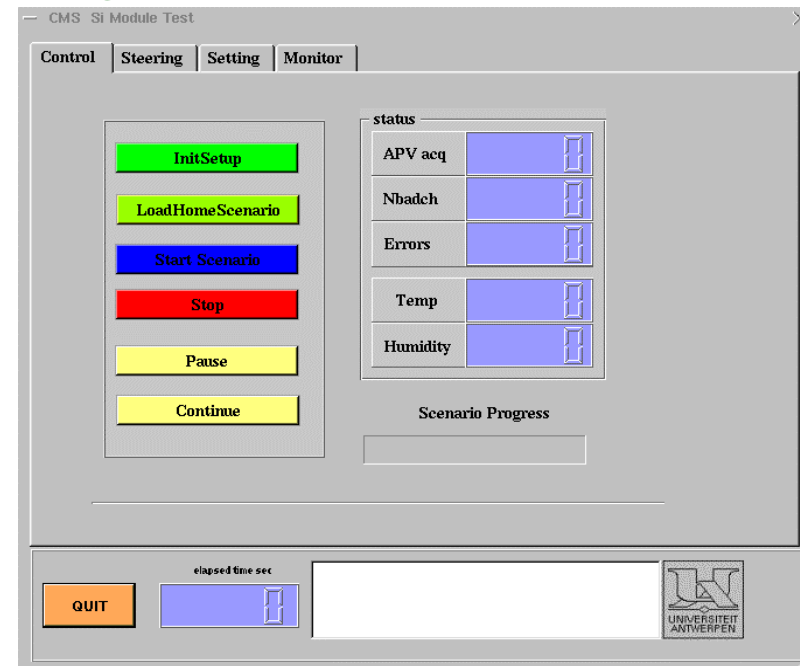 CMS Si Module Test
Control Steering Setting Monitor
InitSetup
LoadHomeScenario
Start Scenario
Stop
Pause
Continue
status
APV acq 0
Nbadch 0
Errors 0
Temp 0
Humidity 0
Scenario Progress
elapsed time sec
QUIT
0
UNIVERSITEIT
ANTWERPEN